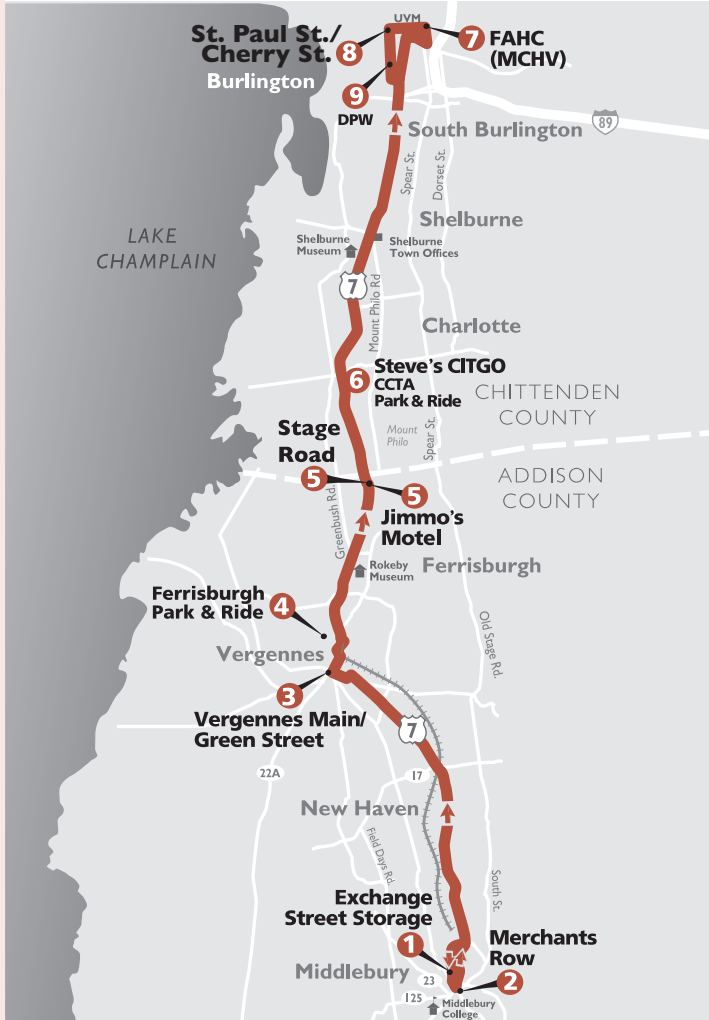 UVM
St. Paul St./
Cherry St.
8
7
FAHC
(MCHV)
Burlington
9
DPW
South Burlington
89
Spear St.
Dorset St.
Shelburne
LAKE
CHAMPLAIN
Shelburne
Museum
Shelburne
Town Offices
7
Mount Philo Rd
Charlotte
6
Steve's CITGO
CCTA
Park & Ride
CHITTENDEN
COUNTY
Stage
Road
Mount
Philo
Spear St.
5
5
ADDISON
COUNTY
Jimmo's
Motel
Greenbush Rd.
Rokeby
Museum
Ferrisburgh
Ferrisburgh
Park & Ride
4
Old Stage Rd.
Vergennes
3
Vergennes Main/
Green Street
7
22A
17
New Haven
Field Days Rd.
South St.
Exchange
Street Storage
1
Merchants
Row
2
Middlebury
23
125
Middlebury
College